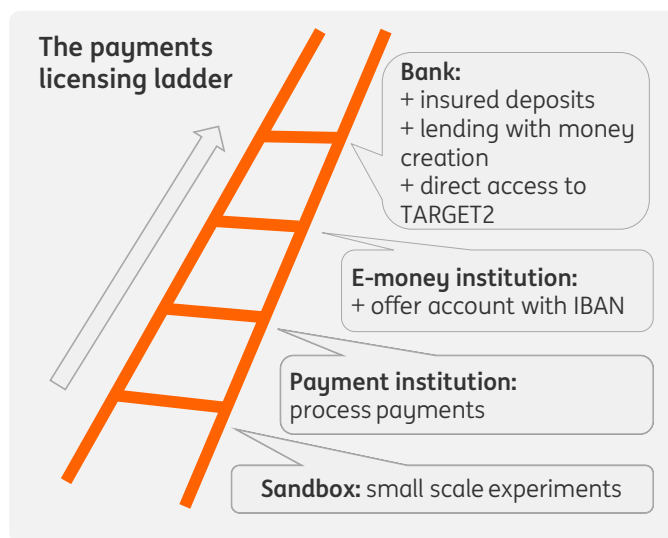 The payments
licensing ladder
Bank:
+ insured deposits
+ lending with money
creation
+ direct access to
TARGET2
E-money institution:
+ offer account with IBAN
Payment institution:
process payments
Sandbox: small scale experiments